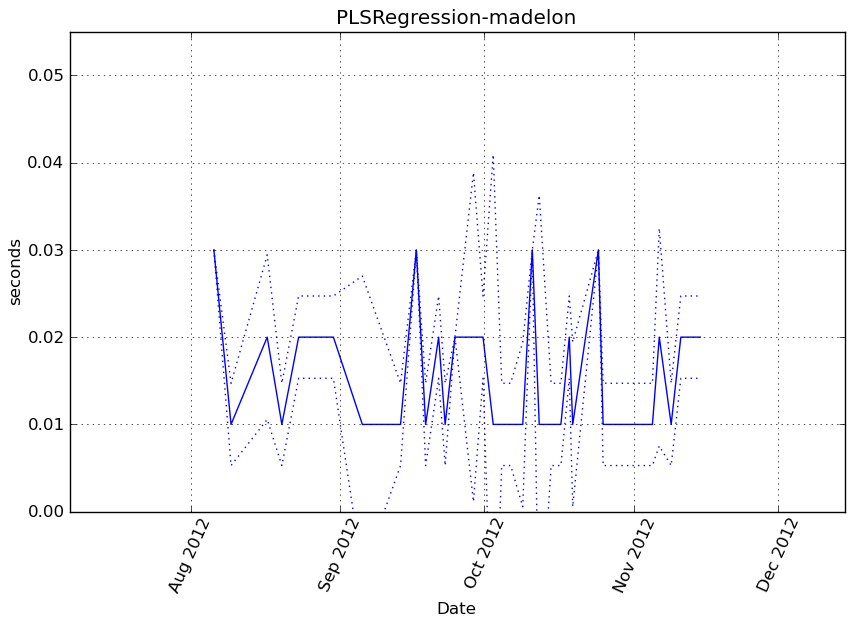 PLSRegression-madelon
0.05
0.04
0.03
0.02
0.01
0.00
seconds
Aug 2012
Sep 2012
Oct 2012
Nov 2012
Dec 2012
Date